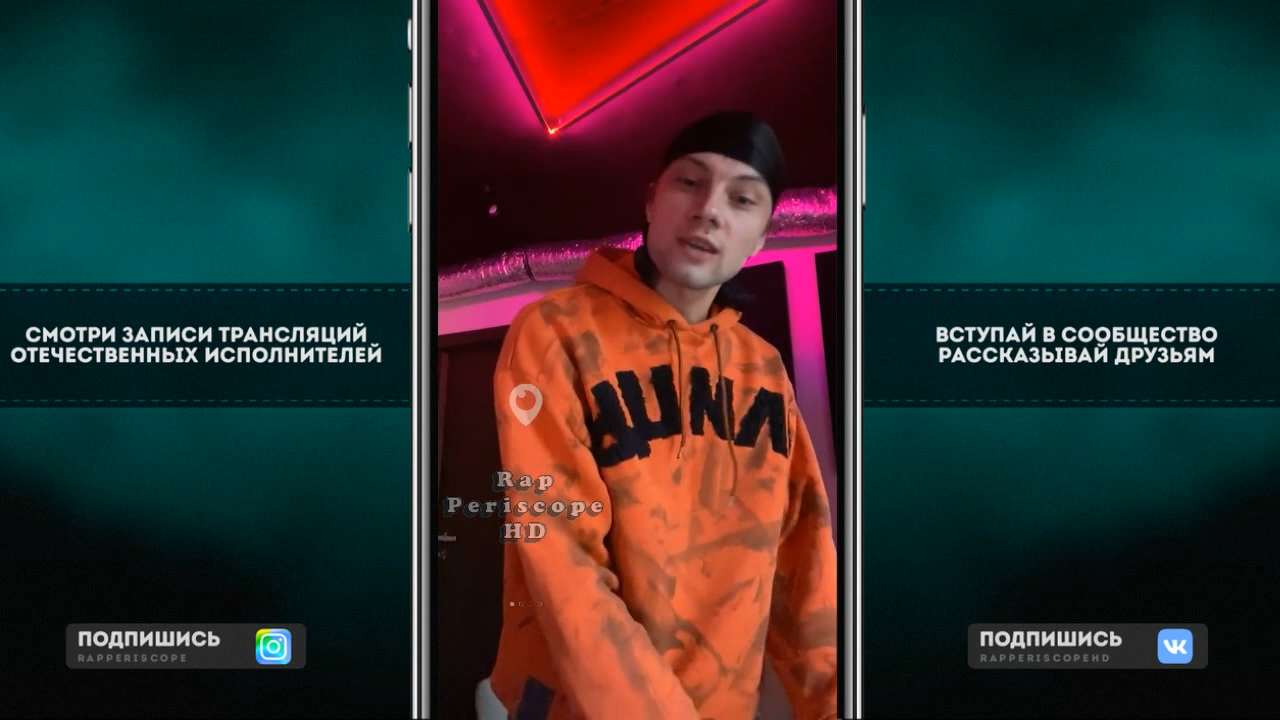 СМОТРИ ЗАПИСИ ТРАНСЛЯЦИЙ
ОТЕЧЕСТВЕННЫХ ИСПОЛНИТЕЛЕЙ
ВСТУПАЙ В СООБЩЕСТВО
РАССКАЗЫВАЙ ДРУЗЬЯМ
Rap
Periscope
HD
ПОДПИШИСЬ
RAPPERISCOPE
ПОДПИШИСЬ
RAPPERISCOPEHD